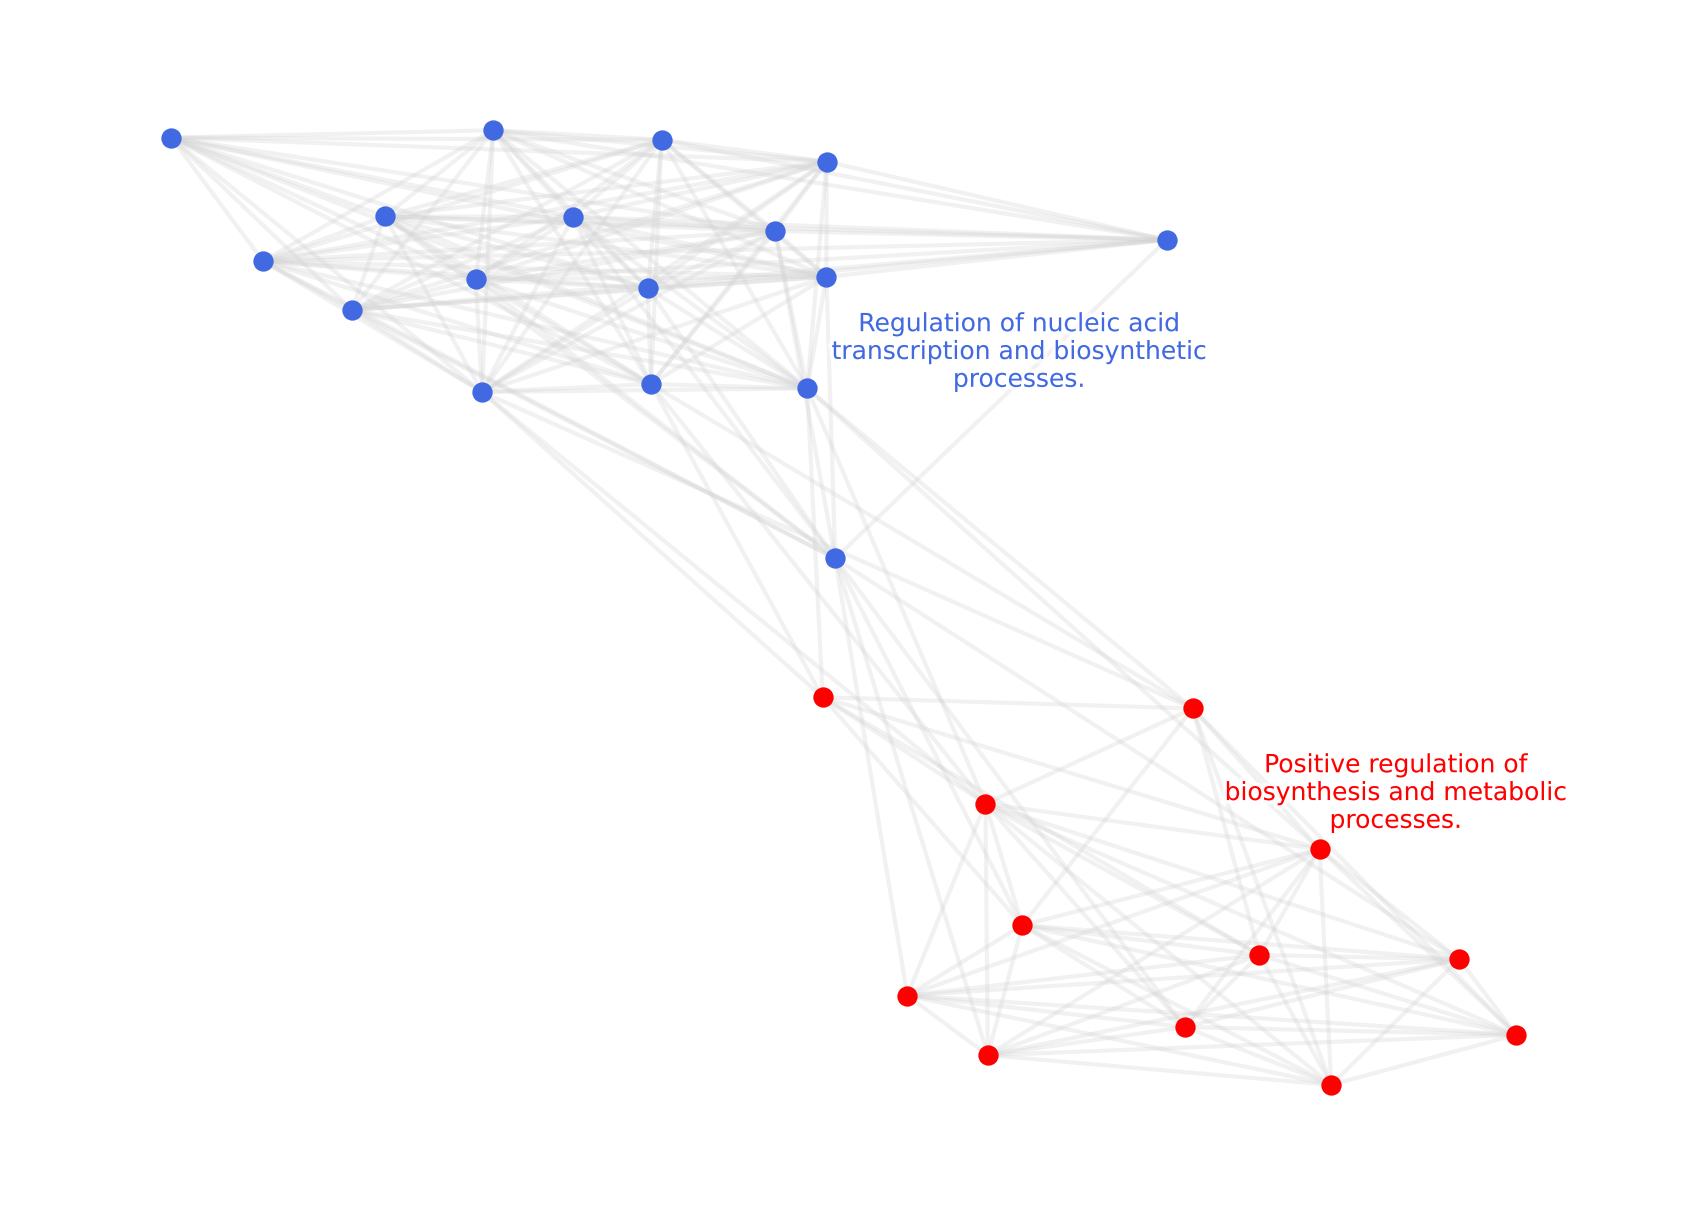 Regulation of nucleic acid
transcription and biosynthetic
processes.
Positive regulation of
biosynthesis and metabolic
processes.